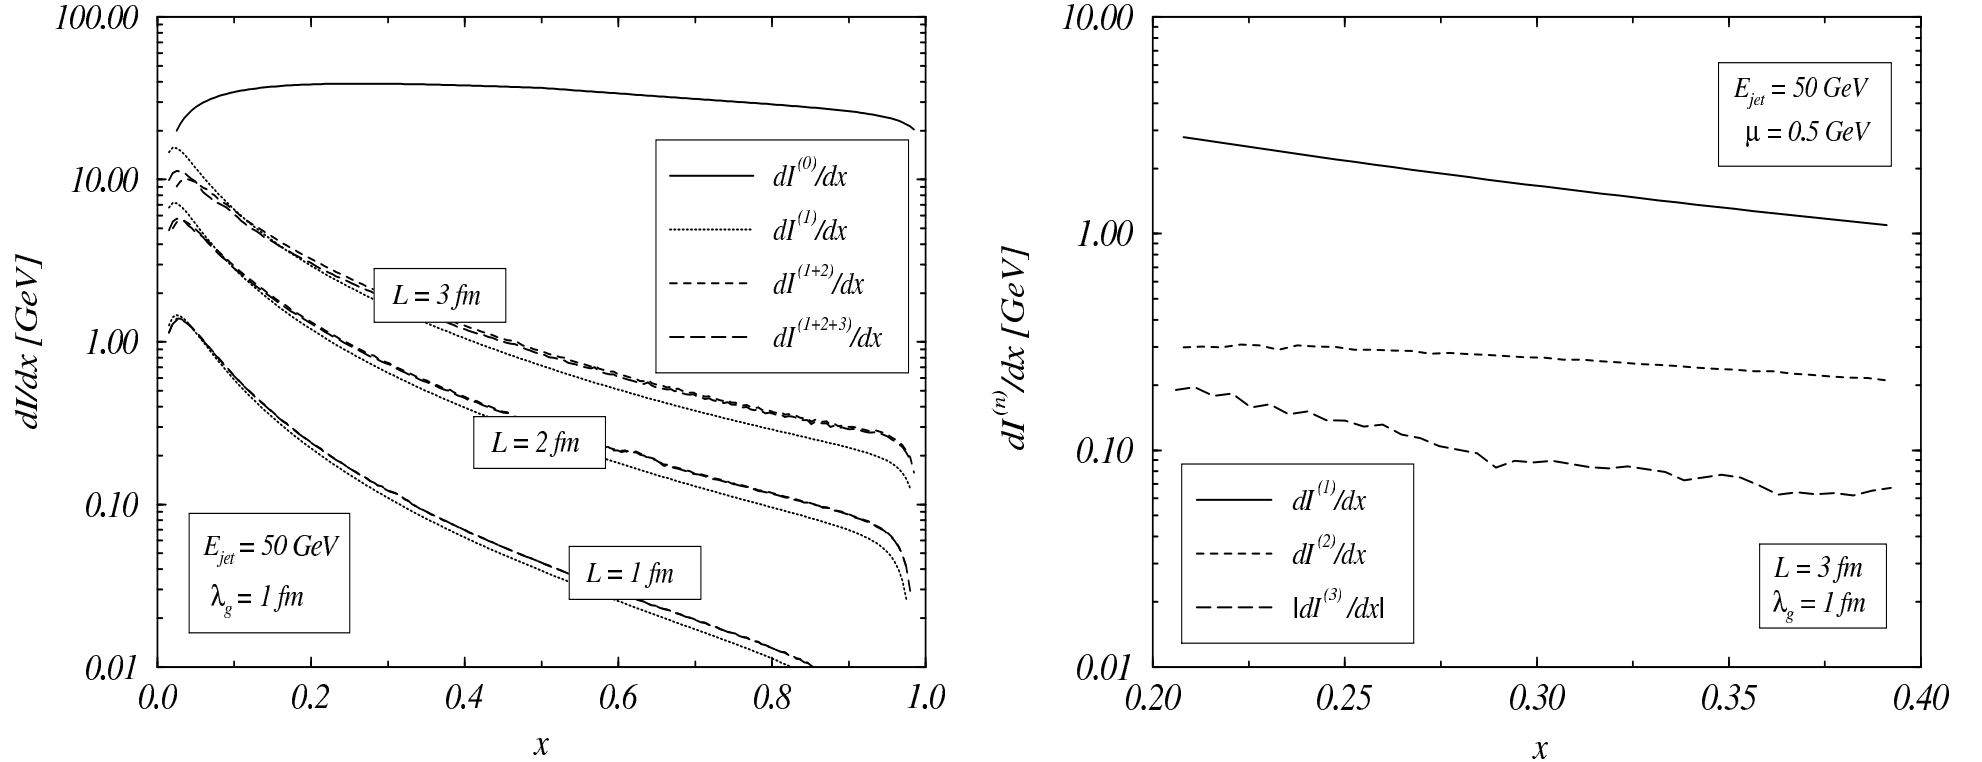 100.00
10.00
1.00
0.10
0.01
dI/dx [GeV]
0.0 0.2 0.4 0.6 0.8 1.0
x
dI^(0)/dx
dI^(1)/dx
dI^(1+2)/dx
dI^(1+2+3)/dx
L = 3 fm
L = 2 fm
L = 1 fm
E_jet = 50 GeV
λ_g = 1 fm
10.00
1.00
0.10
0.01
dI^(n)/dx [GeV]
0.20 0.25 0.30 0.35 0.40
x
E_jet = 50 GeV
μ = 0.5 GeV
dI^(1)/dx
dI^(2)/dx
|dI^(3)/dx|
L = 3 fm
λ_g = 1 fm